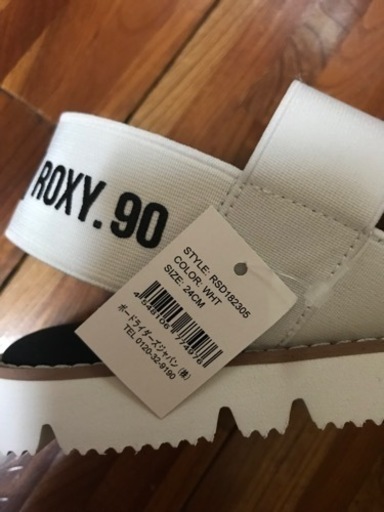 ROXY.90
STYLE: RSD182305
COLOR: WHT
SIZE: 24CM
ボードライダーズジャパン(株)
TEL 0120-32-9190